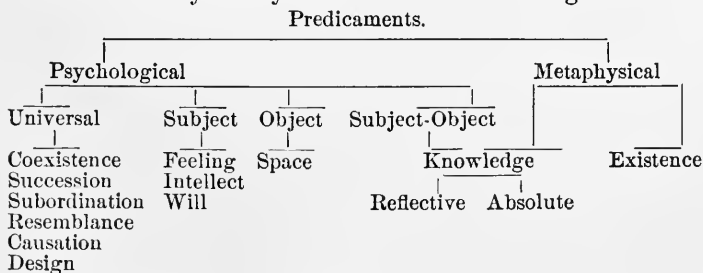 Predicaments.
Psychological Metaphysical
Universal Subject Object Subject-Object
Coexistence Feeling Space Knowledge Existence
Succession Intellect
Subordination Will Reflective Absolute
Resemblance
Causation
Design